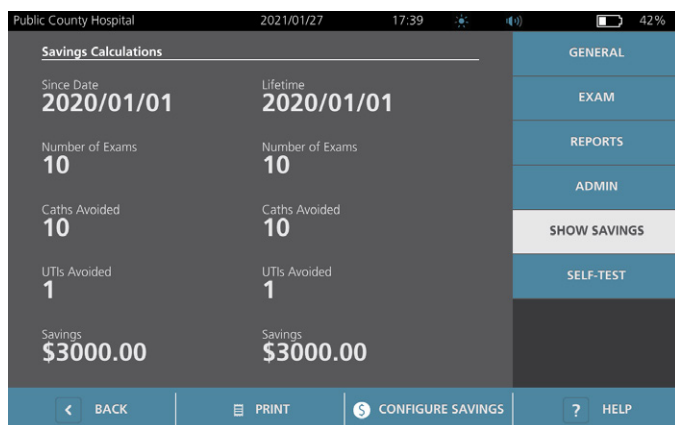 Public County Hospital 2021/01/27 17:39 42%
Savings Calculations
Since Date
2020/01/01
Lifetime
2020/01/01
Number of Exams
10
Number of Exams
10
Caths Avoided
10
Caths Avoided
10
UTIs Avoided
1
UTIs Avoided
1
Savings
$3000.00
Savings
$3000.00
GENERAL
EXAM
REPORTS
ADMIN
SHOW SAVINGS
SELF-TEST
< BACK
PRINT
S CONFIGURE SAVINGS
? HELP